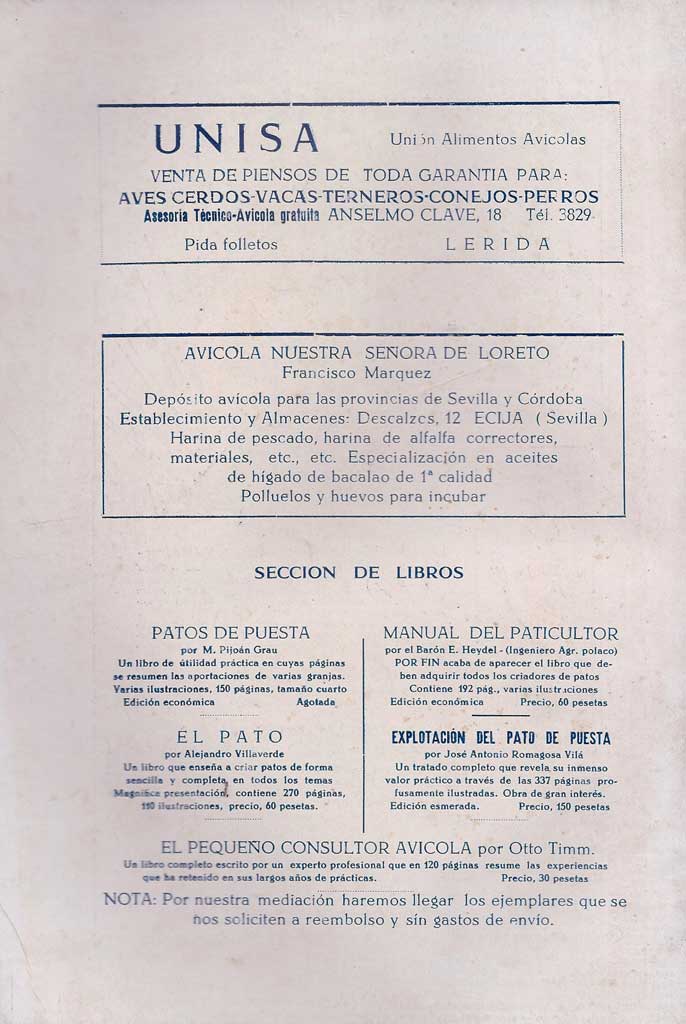 UNISA Unión Alimentos Avicolas
VENTA DE PIENSOS DE TODA GARANTIA PARA:
AVES CERDOS-VACAS-TERNEROS-CONEJOS-PERROS
Asesoria Técnico-Avicola gratuita ANSELMO CLAVE, 18 Tél. 3829
Pida folletos LERIDA
AVICOLA NUESTRA SEÑORA DE LORETO
Francisco Marquez
Depósito avícola para las provincias de Sevilla y Córdoba
Establecimiento y Almacenes: Descalzos, 12 ECIJA ( Sevilla )
Harina de pescado, harina de alfalfa correctores,
materiales, etc., etc. Especialización en aceites
de hígado de bacalao de 1ª calidad
Polluelos y huevos para incubar
SECCION DE LIBROS
PATOS DE PUESTA
por M. Pijoán Grau
Un libro de útilidad práctica en cuyas páginas
se resumen las aportaciones de varias granjas.
Varias ilustraciones, 150 páginas, tamaño cuarto
Edición económica Agotada
EL PATO
por Alejandro Villaverde
Un libro que enseña a criar patos de forma
sencilla y completa, en todos los temas
Magnífica presentación, contiene 270 páginas,
110 ilustraciones, precio, 60 pesetas.
MANUAL DEL PATICULTOR
por el Barón E. Heydel - (Ingeniero Agr. polaco)
POR FIN acaba de aparecer el libro que de-
ben adquirir todos los criadores de patos
Contiene 192 pág., varias ilustraciones
Edición económica Precio, 60 pesetas
EXPLOTACIÓN DEL PATO DE PUESTA
por José Antonio Romagosa Vilá
Un tratado completo que revela su inmenso
valor práctico a través de las 337 páginas pro-
fusamente ilustradas. Obra de gran interés.
Edición esmerada. Precio, 150 pesetas
EL PEQUEÑO CONSULTOR AVICOLA por Otto Timm.
Un libro completo escrito por un experto profesional que en 120 páginas resume las experiencias
que ha retenido en sus largos años de prácticas. Precio, 30 pesetas
NOTA: Por nuestra mediación haremos llegar los ejemplares que se
nos soliciten a reembolso y sín gastos de envío.